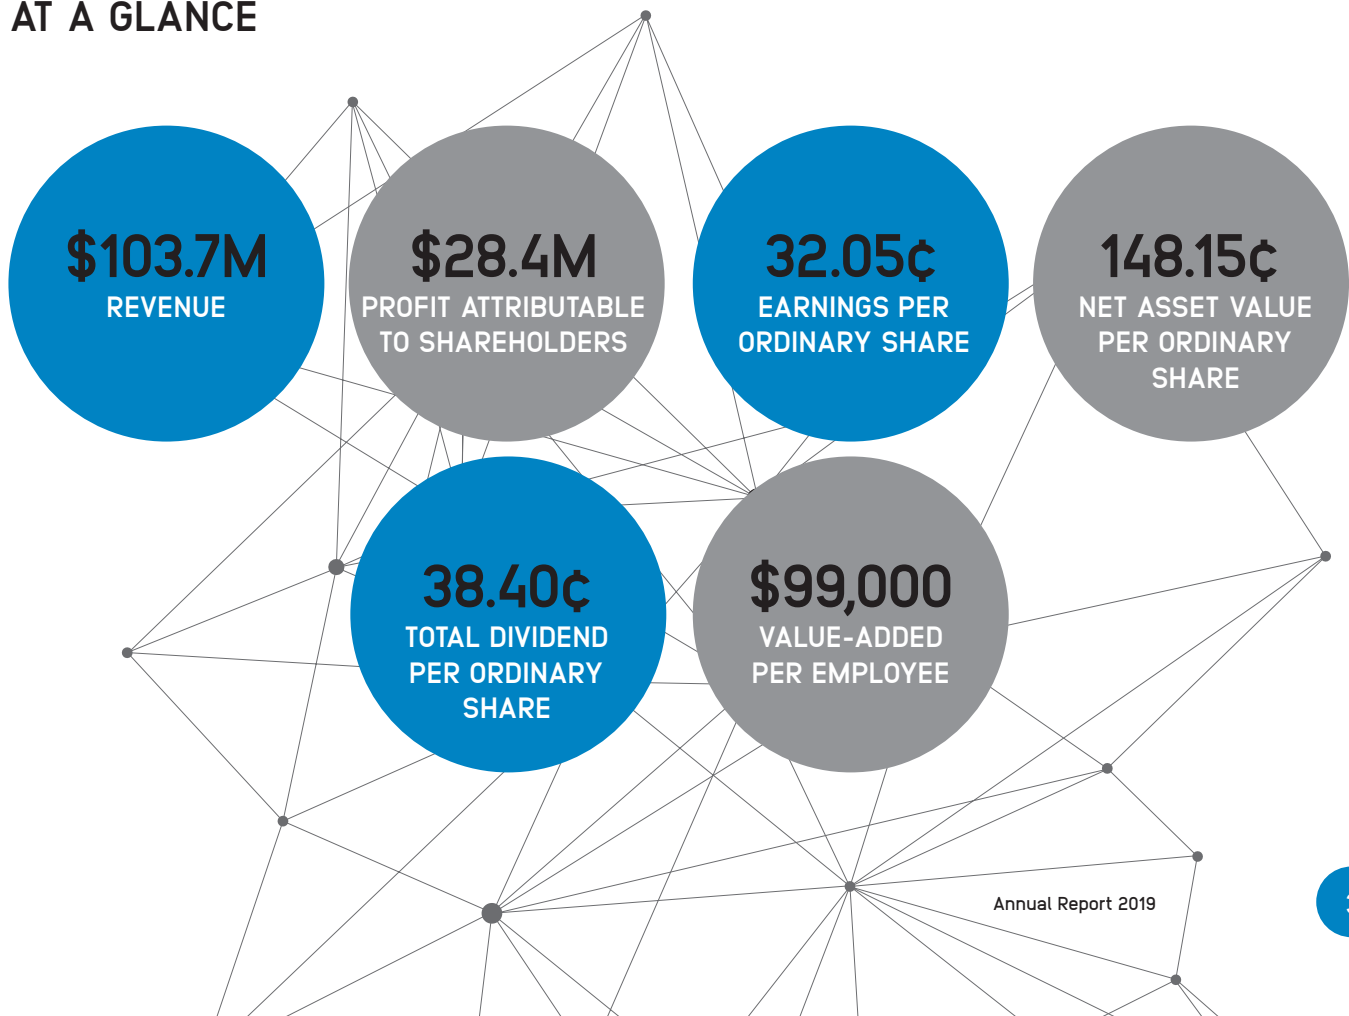 AT A GLANCE
$103.7M
REVENUE
$28.4M
PROFIT ATTRIBUTABLE
TO SHAREHOLDERS
32.05¢
EARNINGS PER
ORDINARY SHARE
148.15¢
NET ASSET VALUE
PER ORDINARY
SHARE
38.40¢
TOTAL DIVIDEND
PER ORDINARY
SHARE
$99,000
VALUE-ADDED
PER EMPLOYEE
Annual Report 2019